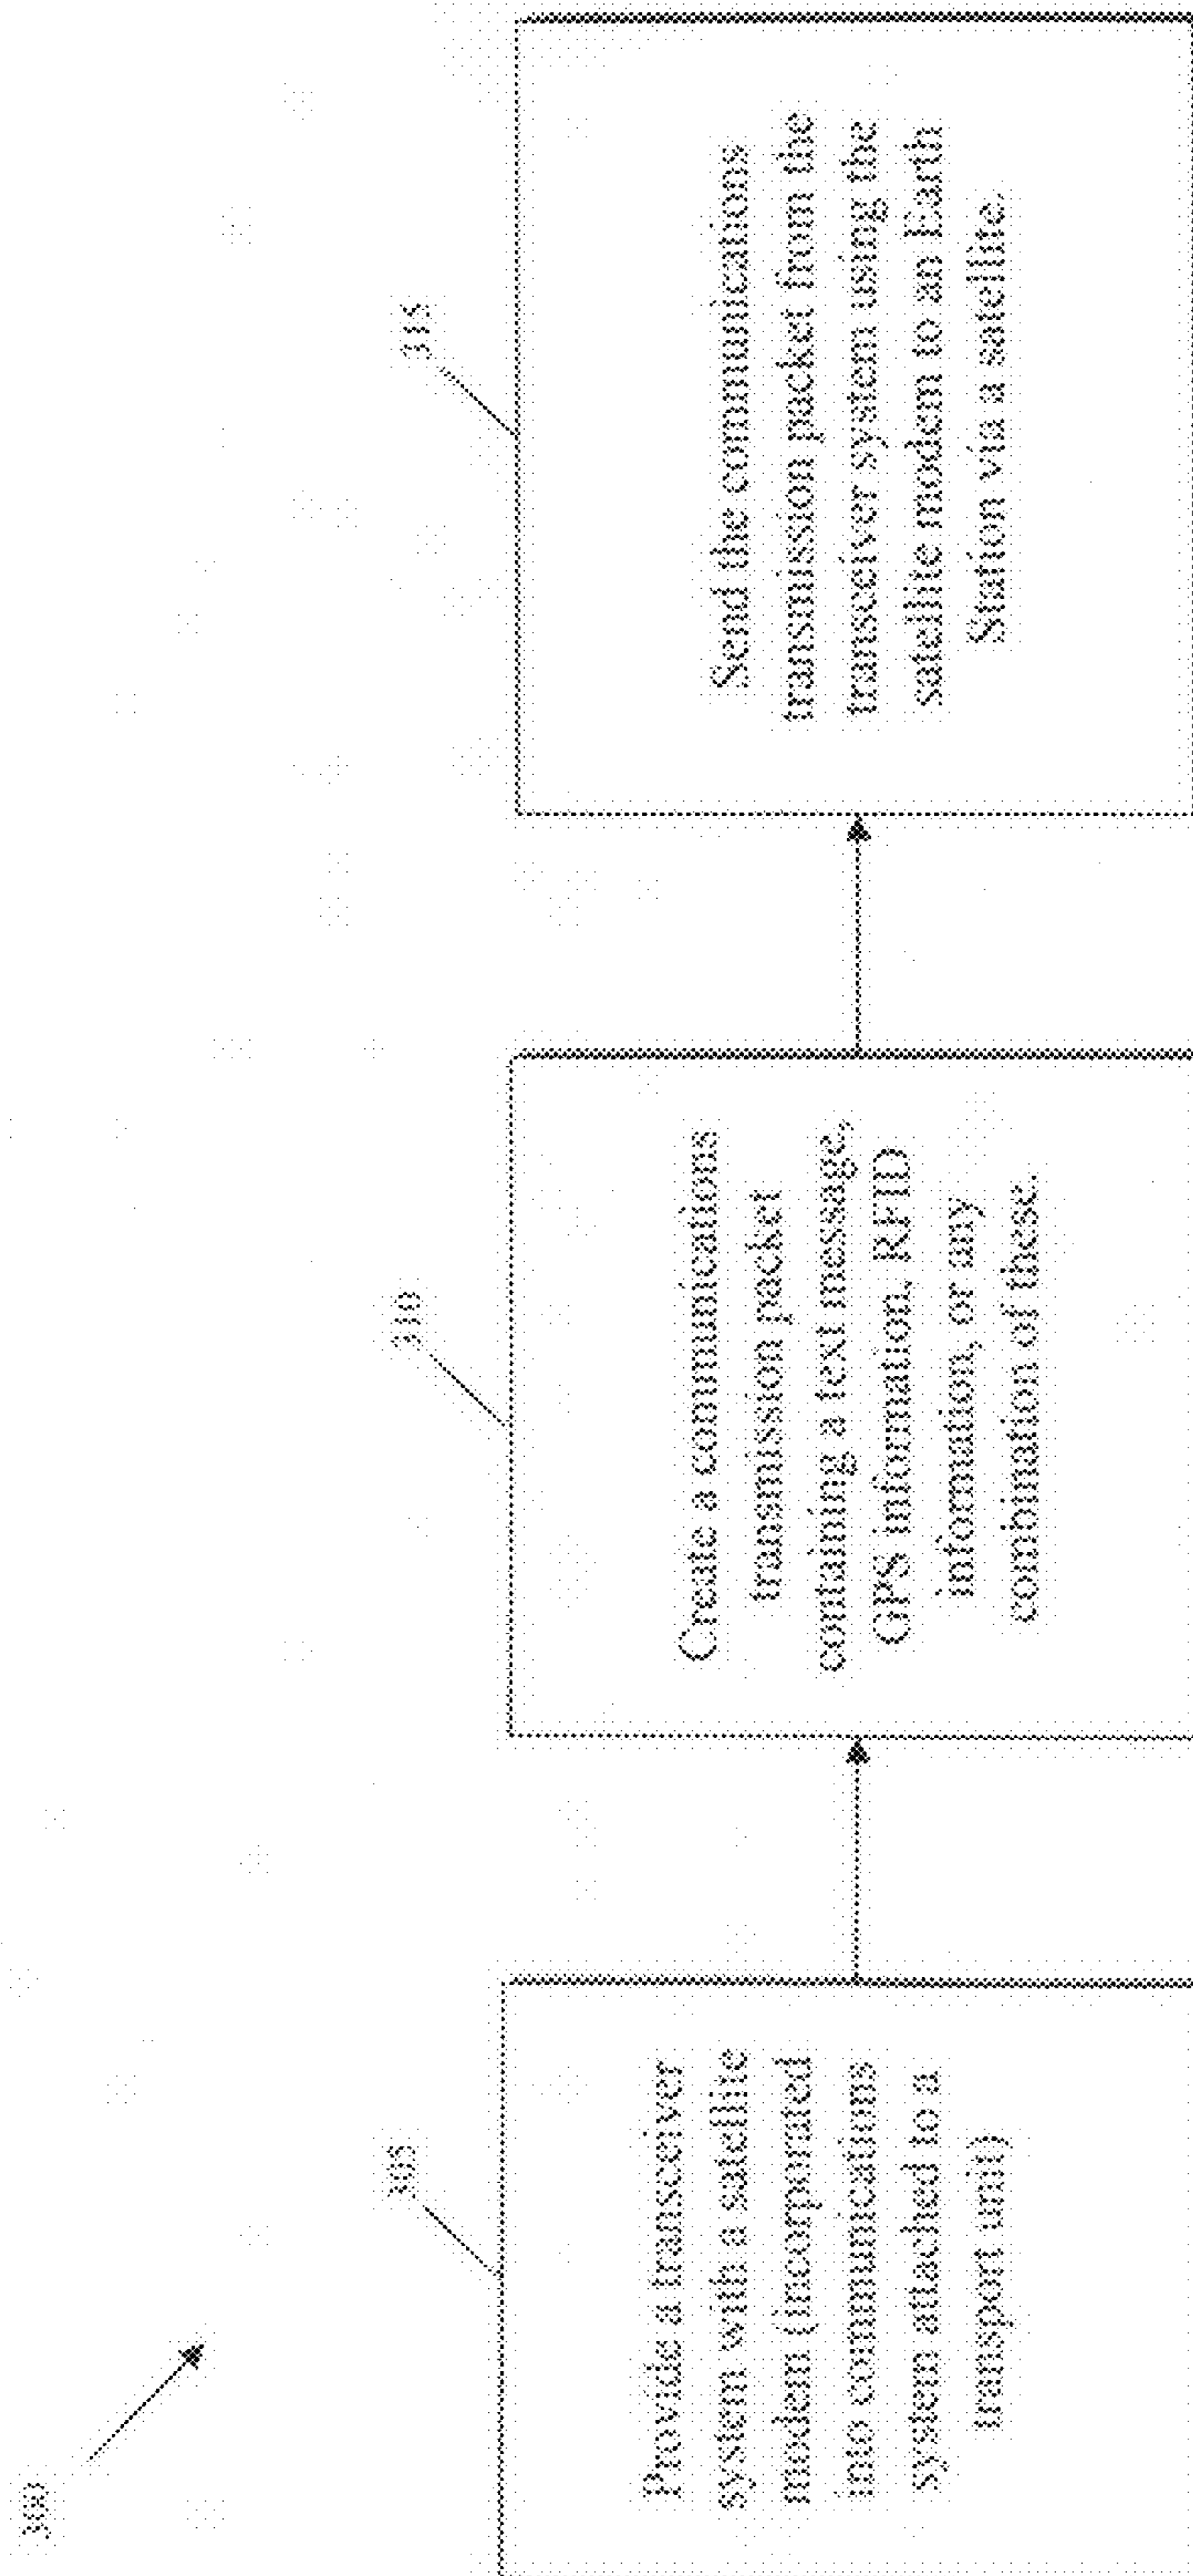 300
305
Provide a transceiver
system with a satellite
modem (incorporated
into communications
system attached to a
transport unit)
310
Create a communications
transmission packet
containing a text message,
GPS information, RFID
information, or any
combination of these.
315
Send the communications
transmission packet from the
transceiver system using the
satellite modem to an Earth
Station via a satellite.